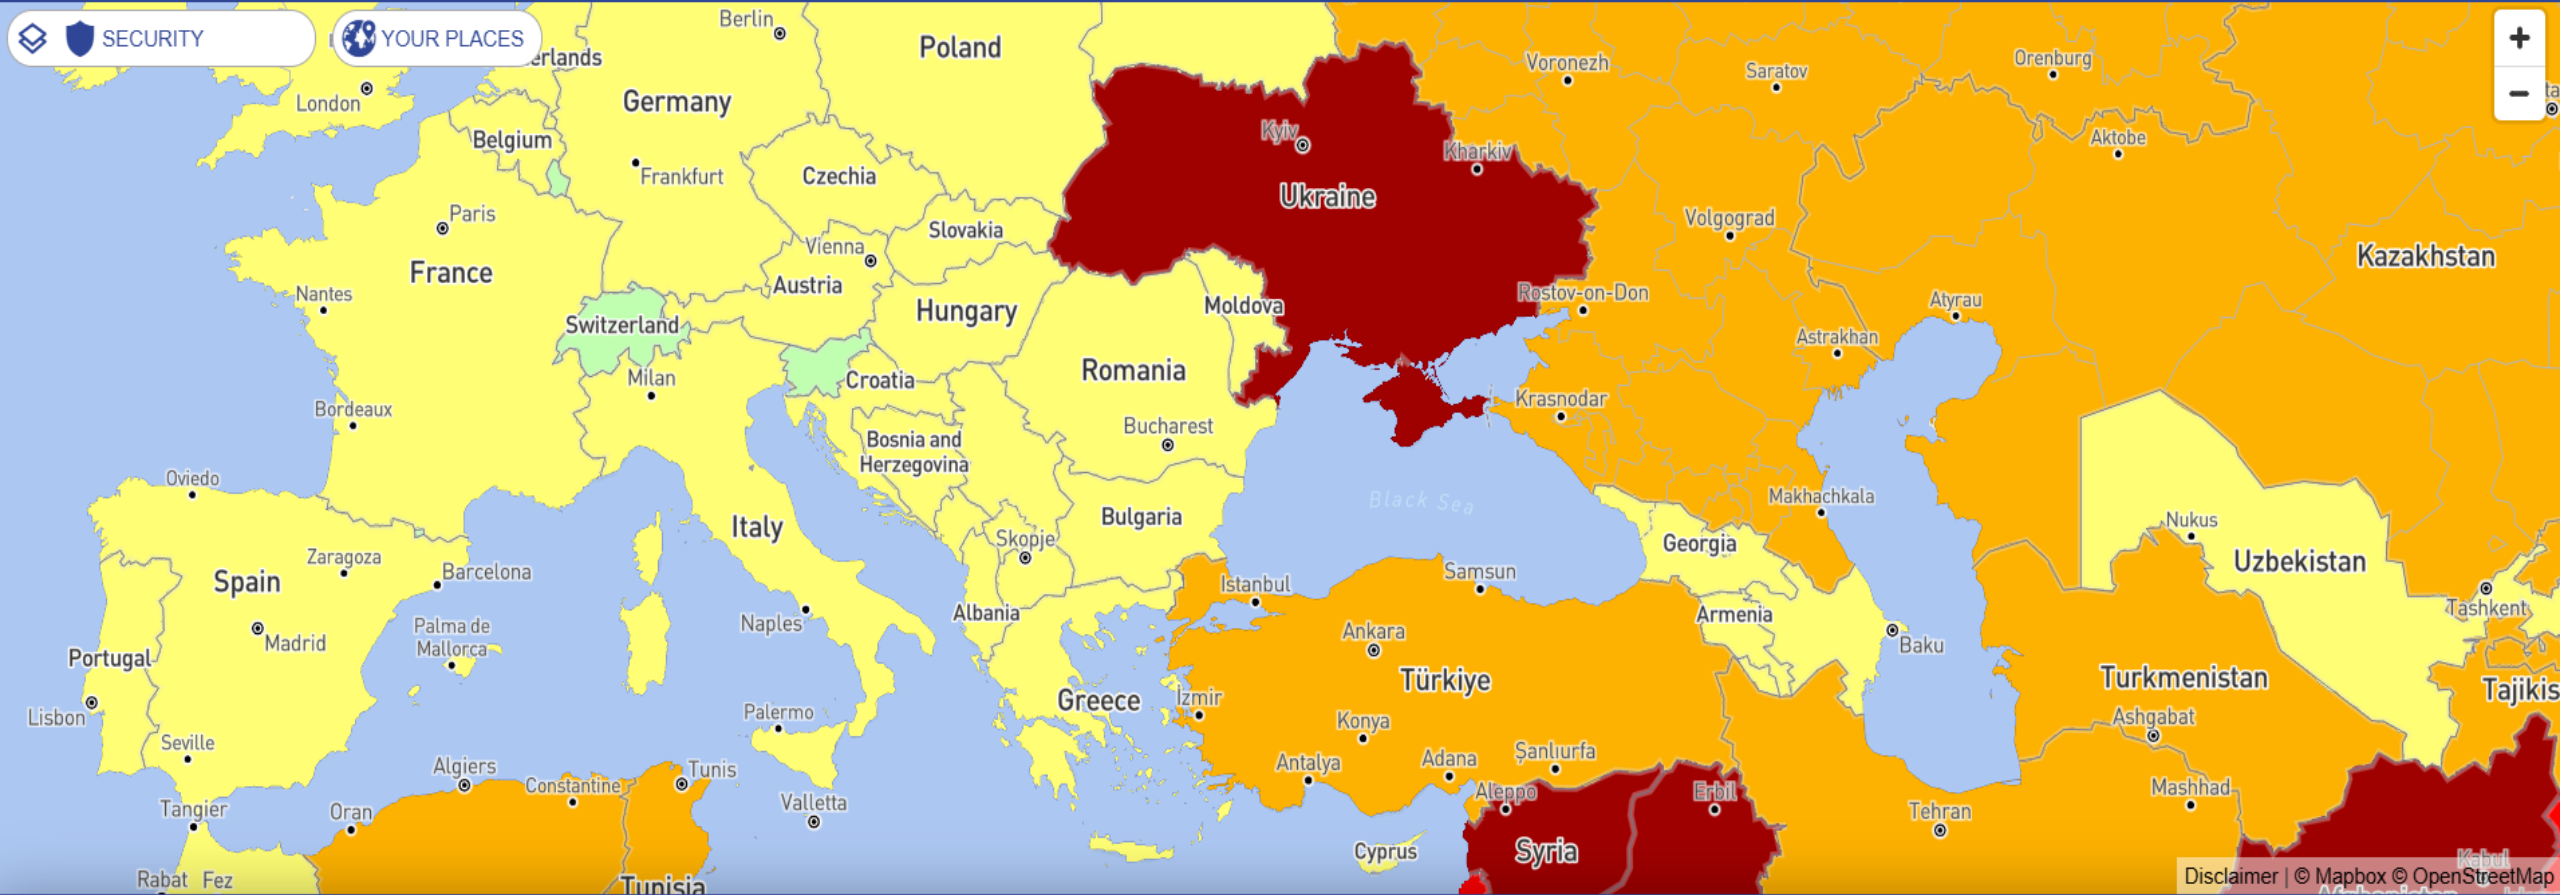 SECURITY
YOUR PLACES
Berlin
Poland
Voronezh
Saratov
Orenburg
erlands
London
Germany
Belgium
Kyiv
Kharkiv
Aktobe
Frankfurt
Czechia
Ukraine
Paris
Slovakia
Volgograd
Vienna
Kazakhstan
France
Austria
Nantes
Hungary
Moldova
Rostov-on-Don
Atyrau
Switzerland
Astrakhan
Milan
Croatia
Romania
Krasnodar
Bordeaux
Bucharest
Bosnia and
Herzegovina
Oviedo
Black Sea
Makhachkala
Italy
Bulgaria
Nukus
Skopje
Georgia
Uzbekistan
Zaragoza
Barcelona
Spain
Istanbul
Samsun
Tashkent
Albania
Armenia
Naples
Palma de
Mallorca
Ankara
Madrid
Baku
Portugal
Türkiye
Turkmenistan
Tajikis
Greece
İzmir
Lisbon
Palermo
Konya
Ashgabat
Seville
Antalya
Adana
Şanlıurfa
Algiers
Constantine
Tunis
Aleppo
Erbil
Mashhad
Tangier
Oran
Valletta
Tehran
Cyprus
Syria
Kabul
Rabat
Fez
Tunisia
Disclaimer | © Mapbox © OpenStreetMap